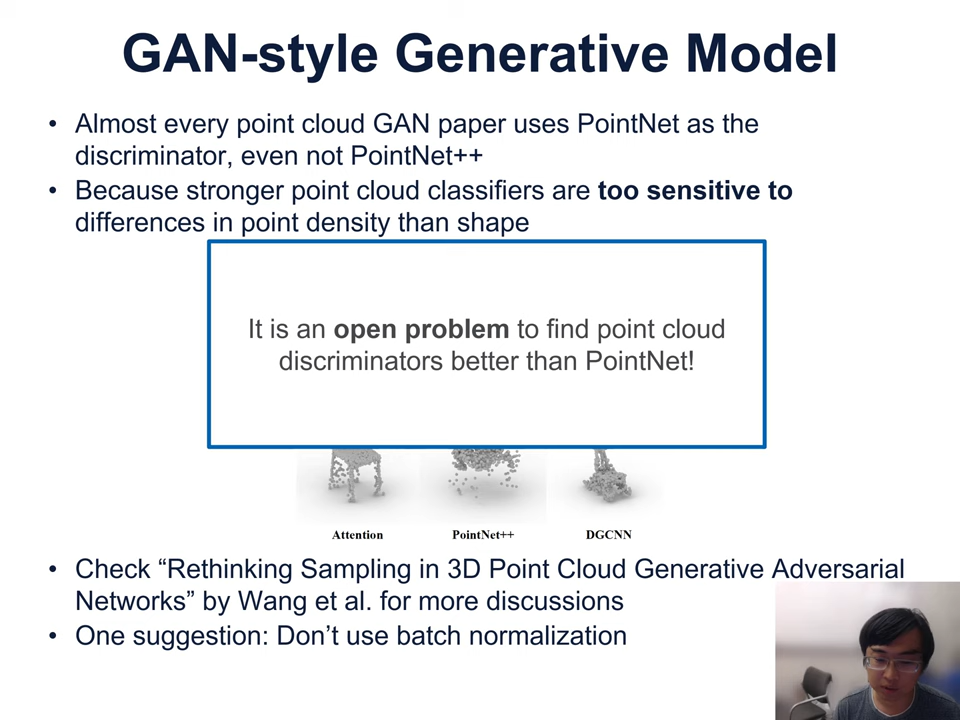 GAN-style Generative Model
• Almost every point cloud GAN paper uses PointNet as the
discriminator, even not PointNet++
• Because stronger point cloud classifiers are too sensitive to
differences in point density than shape
It is an open problem to find point cloud
discriminators better than PointNet!
Attention PointNet++ DGCNN
• Check “Rethinking Sampling in 3D Point Cloud Generative Adversarial
Networks” by Wang et al. for more discussions
• One suggestion: Don’t use batch normalization